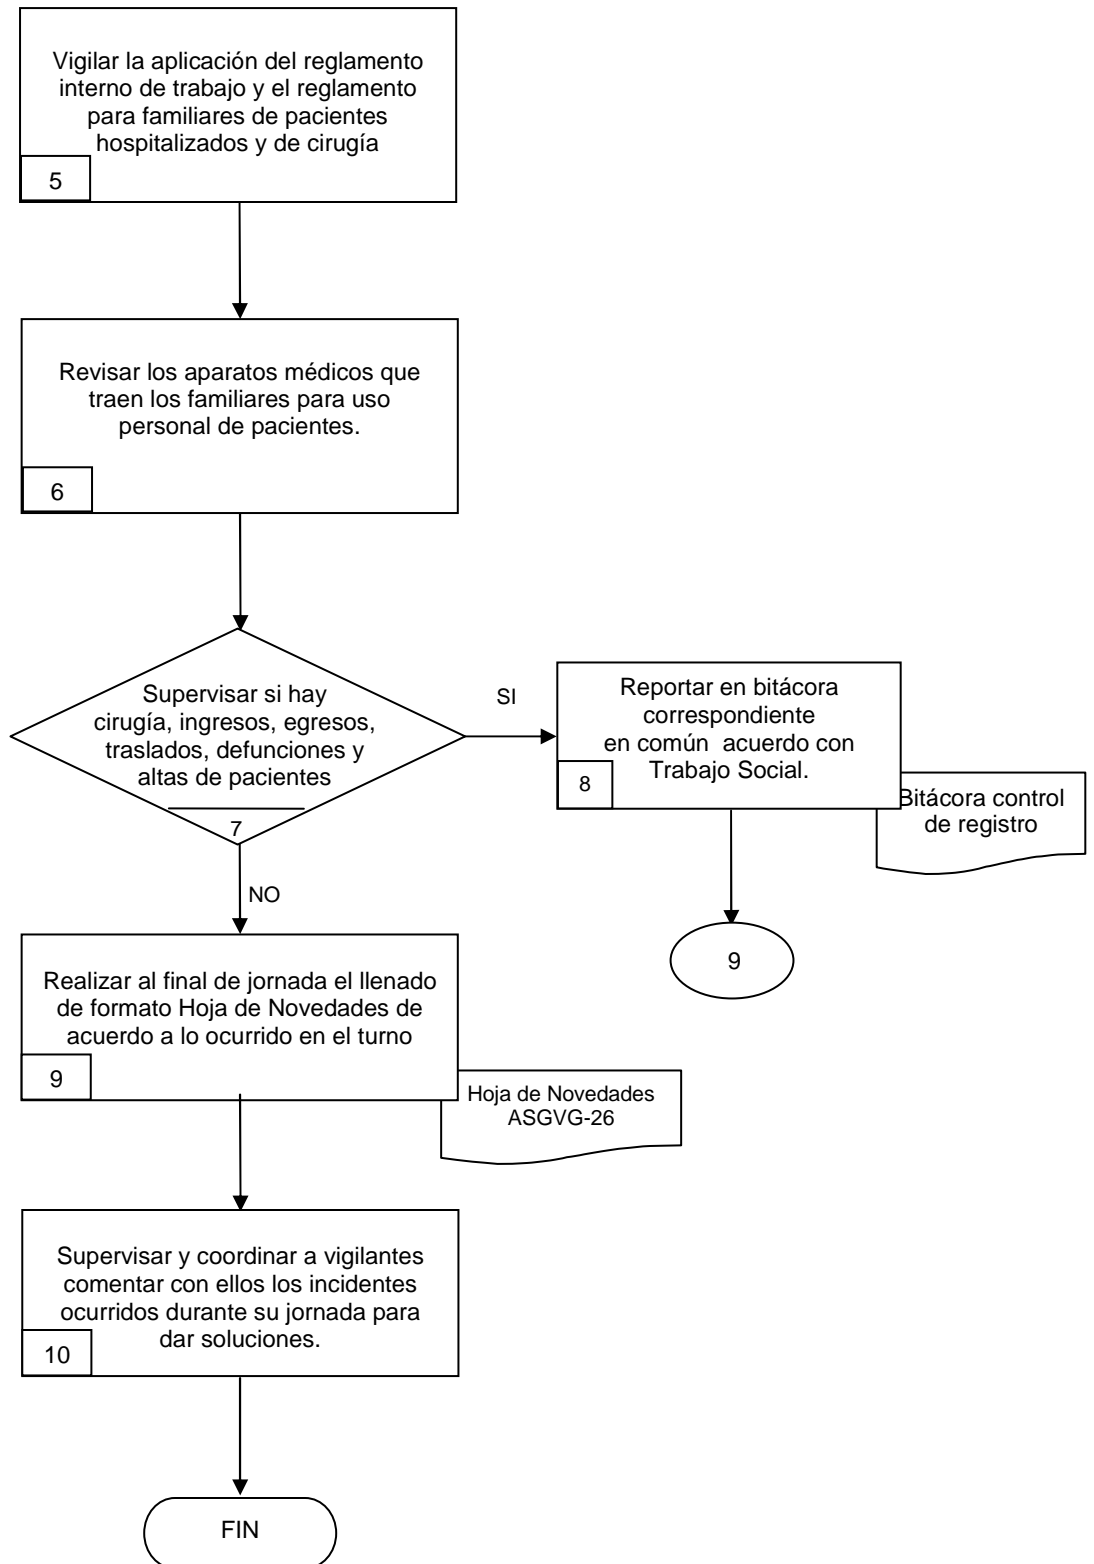 Vigilar la aplicación del reglamento
interno de trabajo y el reglamento
para familiares de pacientes
hospitalizados y de cirugía
5
Revisar los aparatos médicos que
traen los familiares para uso
personal de pacientes.
6
Supervisar si hay
cirugía, ingresos, egresos,
traslados, defunciones y
altas de pacientes
7
SI
Reportar en bitácora
correspondiente
en común  acuerdo con
Trabajo Social.
8
Bitácora control
de registro
9
NO
Realizar al final de jornada el llenado
de formato Hoja de Novedades de
acuerdo a lo ocurrido en el turno
9
Hoja de Novedades
ASGVG-26
Supervisar y coordinar a vigilantes
comentar con ellos los incidentes
ocurridos durante su jornada para
dar soluciones.
10
FIN